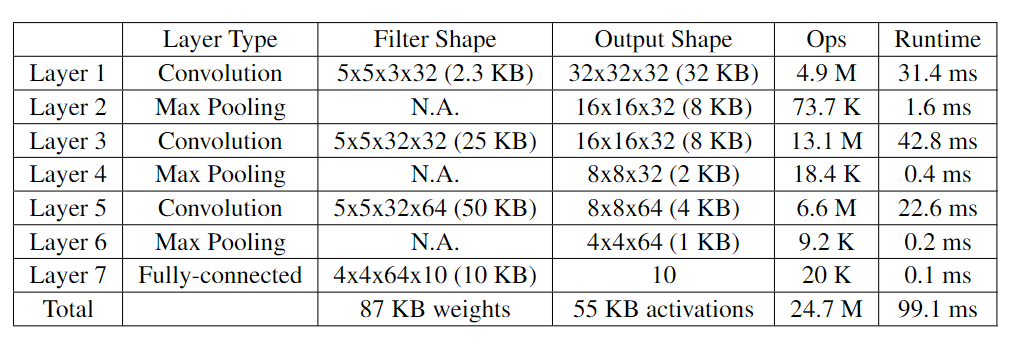 Layer Type Filter Shape Output Shape Ops Runtime
Layer 1 Convolution 5x5x3x32 (2.3 KB) 32x32x32 (32 KB) 4.9 M 31.4 ms
Layer 2 Max Pooling N.A. 16x16x32 (8 KB) 73.7 K 1.6 ms
Layer 3 Convolution 5x5x32x32 (25 KB) 16x16x32 (8 KB) 13.1 M 42.8 ms
Layer 4 Max Pooling N.A. 8x8x32 (2 KB) 18.4 K 0.4 ms
Layer 5 Convolution 5x5x32x64 (50 KB) 8x8x64 (4 KB) 6.6 M 22.6 ms
Layer 6 Max Pooling N.A. 4x4x64 (1 KB) 9.2 K 0.2 ms
Layer 7 Fully-connected 4x4x64x10 (10 KB) 10 20 K 0.1 ms
Total 87 KB weights 55 KB activations 24.7 M 99.1 ms